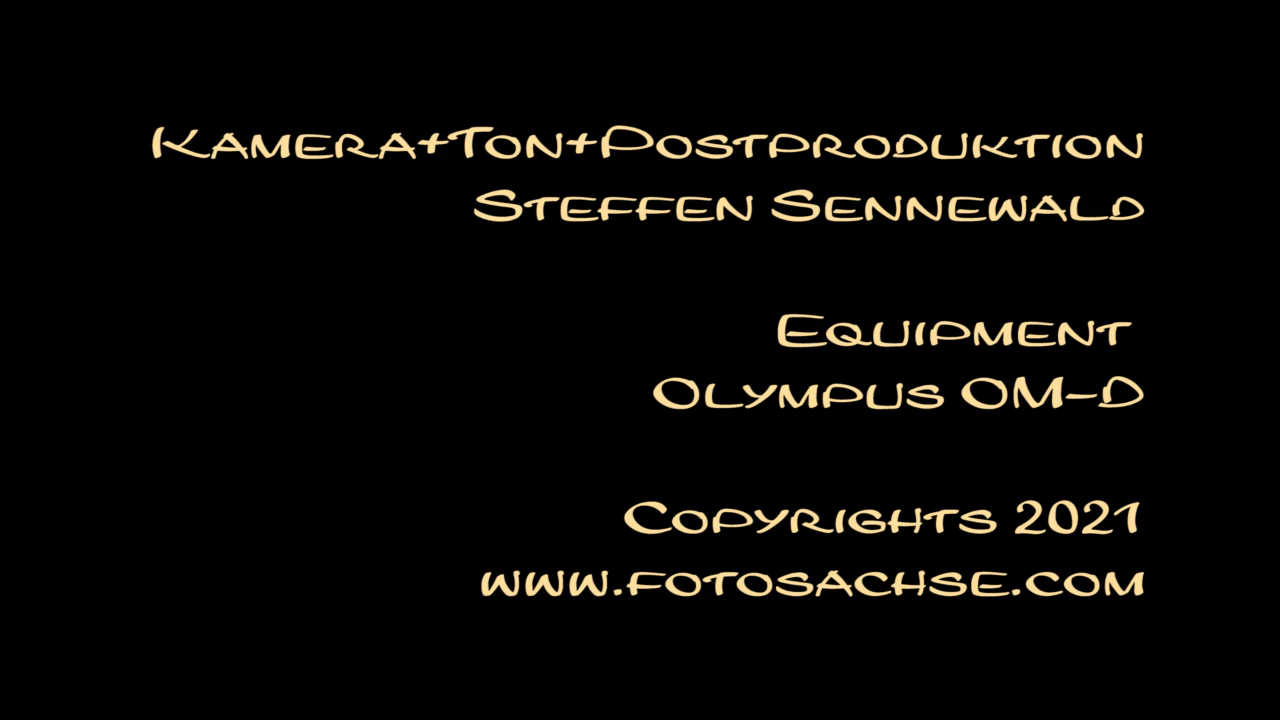 Kamera+Ton+Postproduktion
Steffen Sennewald
Equipment
Olympus OM-D
Copyrights 2021
www.fotosachse.com